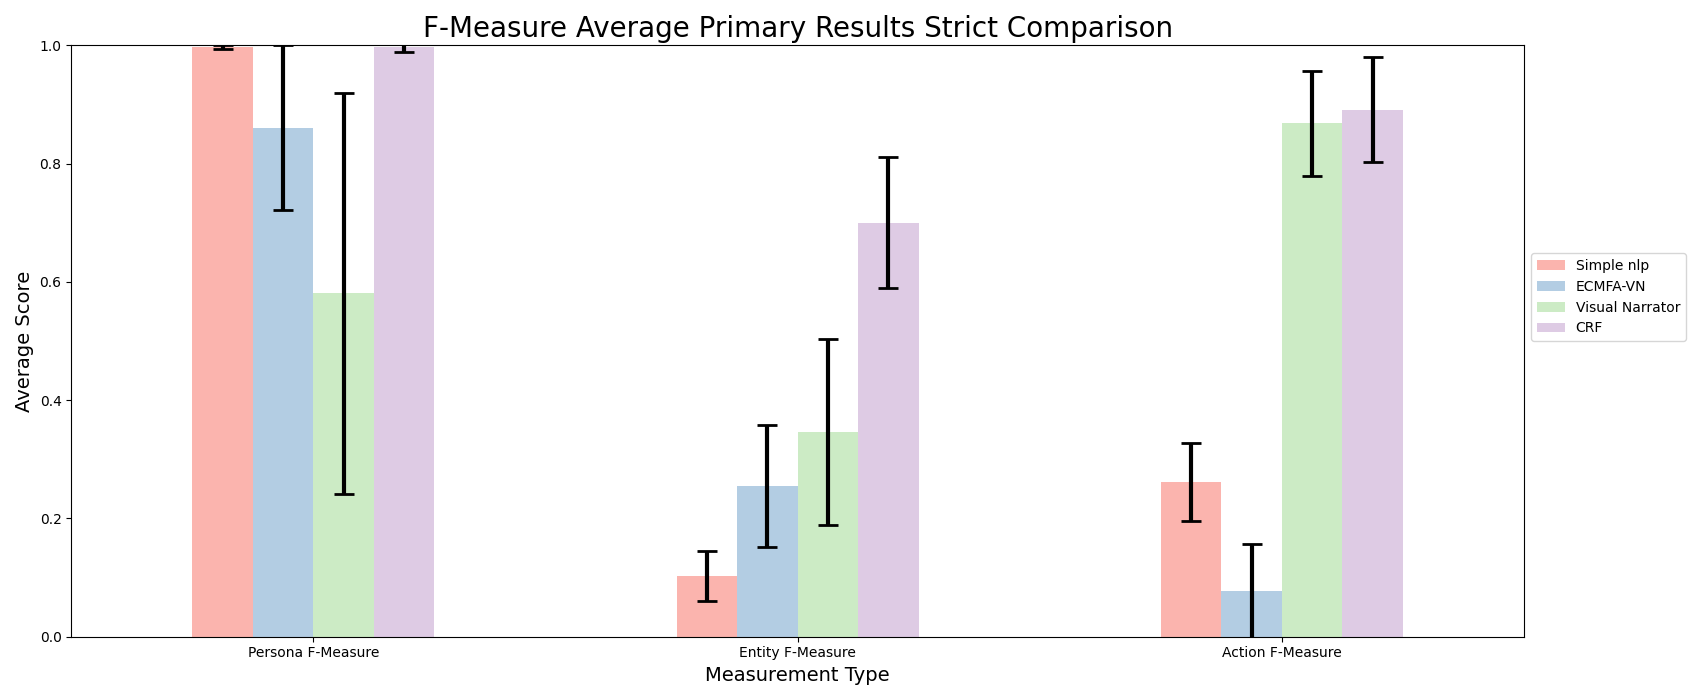 F-Measure Average Primary Results Strict Comparison
Average Score
1.0
0.8
0.6
0.4
0.2
0.0
Persona F-Measure
Entity F-Measure
Action F-Measure
Measurement Type
Simple nlp
ECMFA-VN
Visual Narrator
CRF